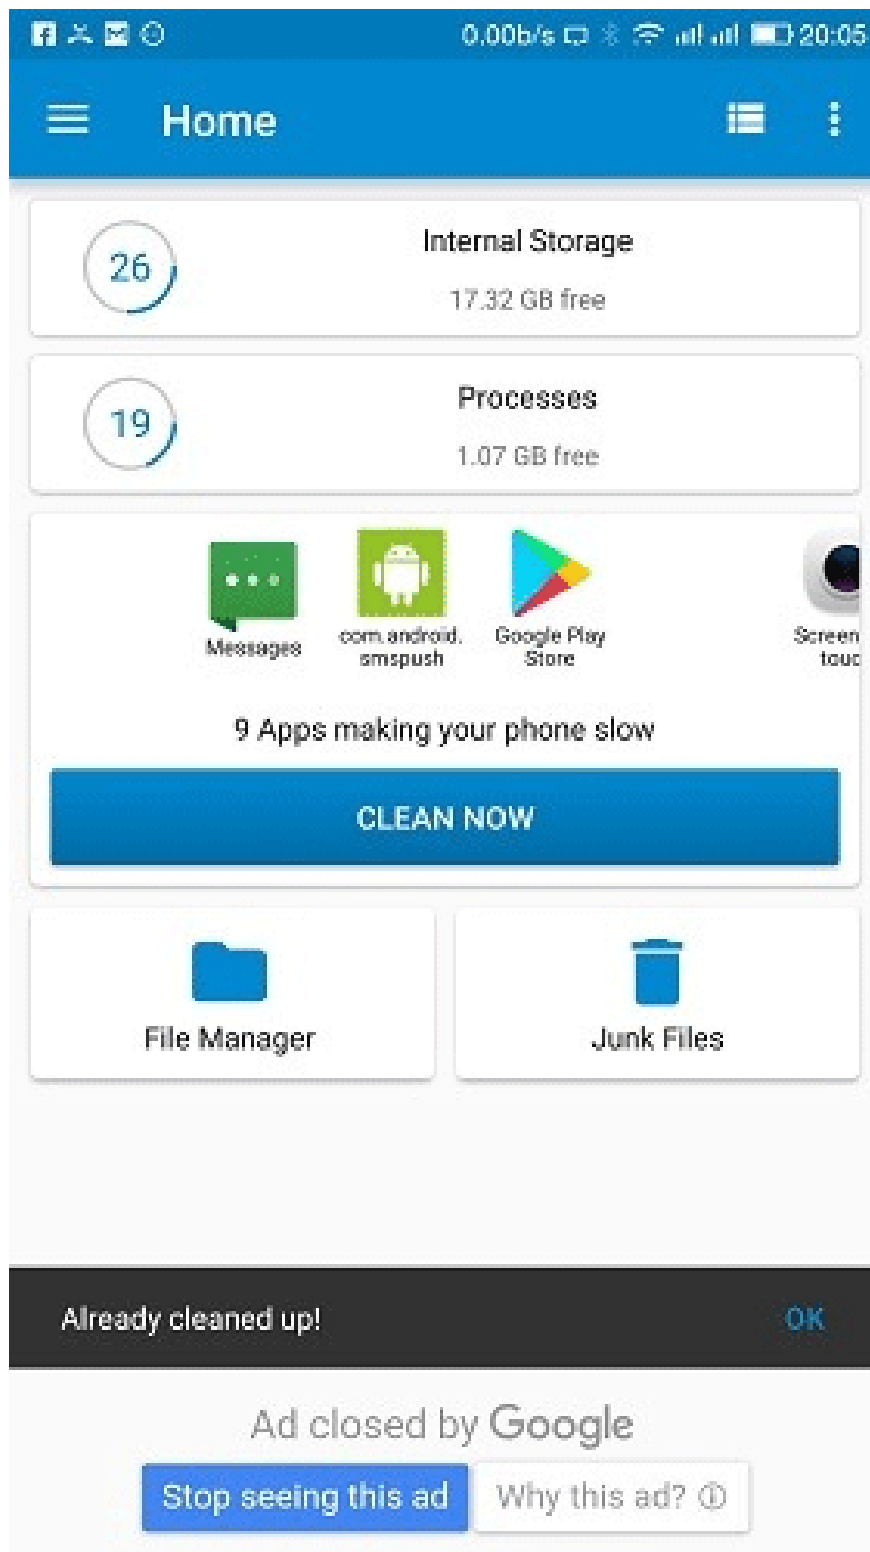 0.00b/s 20:05
Home
26
Internal Storage
17.32 GB free
19
Processes
1.07 GB free
Messages
com.android.
smspush
Google Play
Store
Screen
touc
9 Apps making your phone slow
CLEAN NOW
File Manager
Junk Files
Already cleaned up!
OK
Ad closed by Google
Stop seeing this ad
Why this ad?